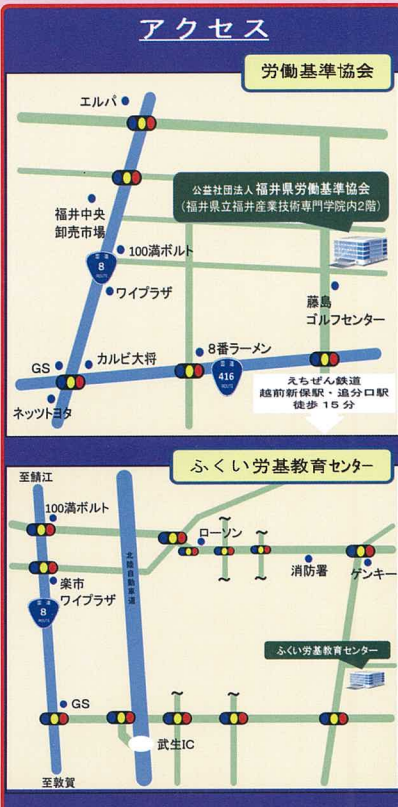 アクセス
労働基準協会
エルパ
公益社団法人 福井県労働基準協会
(福井県立福井産業技術専門学院内2階)
福井中央
卸売市場
100満ボルト
国道
8
ROUTE
ワイプラザ
藤島
ゴルフセンター
8番ラーメン
GS
カルビ大将
国道
416
ROUTE
ネッツトヨタ
えちぜん鉄道
越前新保駅・追分口駅
徒歩15分
ふくい労基教育センター
至鯖江
100満ボルト
ローソン
北陸自動車道
消防署
ゲンキー
楽市
ワイプラザ
国道
8
ROUTE
ふくい労基教育センター
GS
武生IC
至敦賀